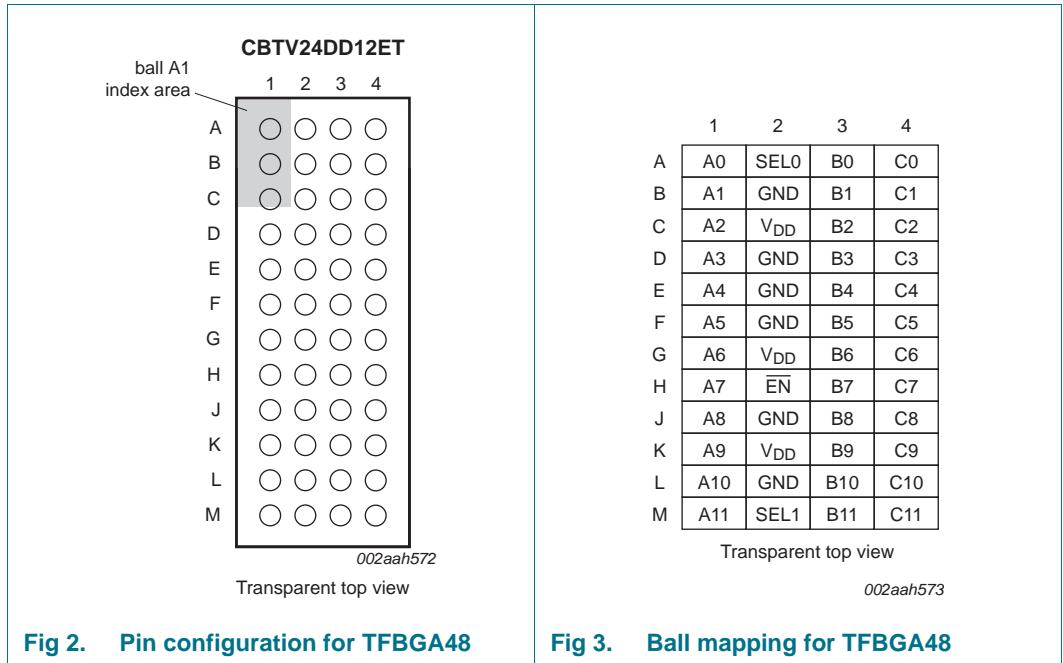 CBTV24DD12ET
ball A1
index area
1 2 3 4
A
B
C
D
E
F
G
H
J
K
L
M
002aah572
Transparent top view
Fig 2. Pin configuration for TFBGA48
1 2 3 4
A A0 SEL0 B0 C0
B A1 GND B1 C1
C A2 VDD B2 C2
D A3 GND B3 C3
E A4 GND B4 C4
F A5 GND B5 C5
G A6 VDD B6 C6
H A7 E̅N̅ B7 C7
J A8 GND B8 C8
K A9 VDD B9 C9
L A10 GND B10 C10
M A11 SEL1 B11 C11
Transparent top view
002aah573
Fig 3. Ball mapping for TFBGA48